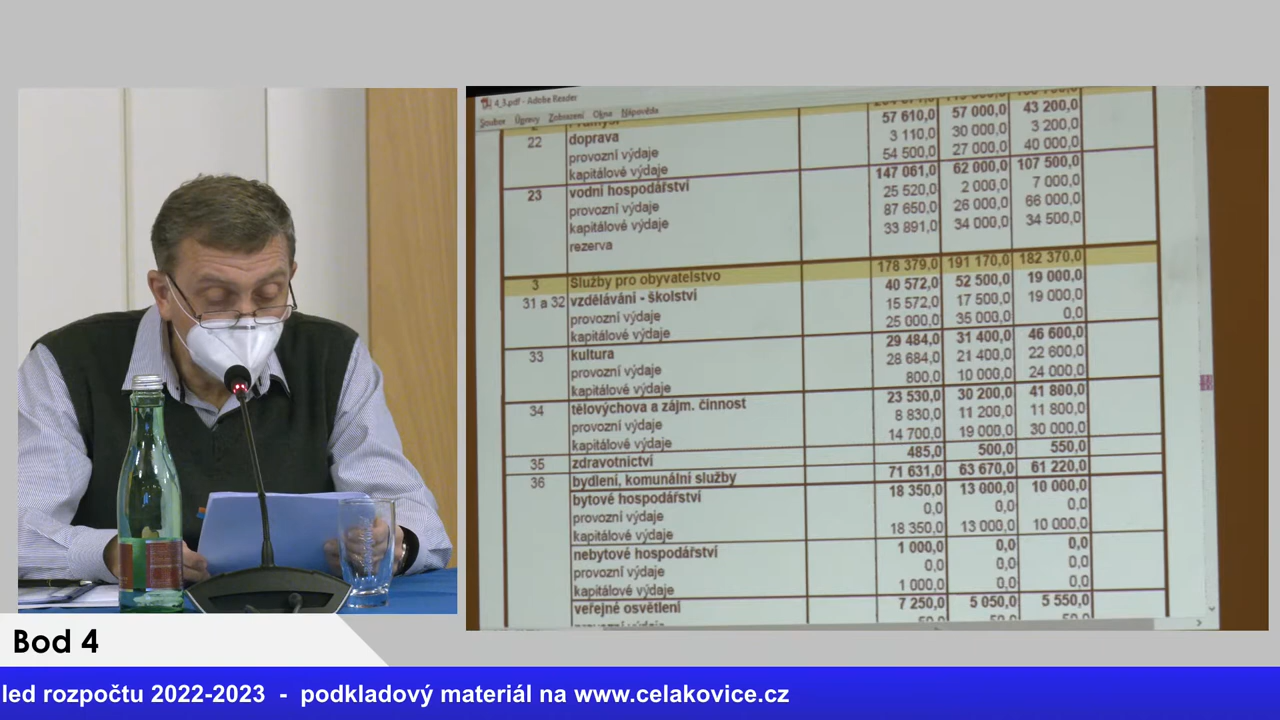 4_3.pdf - Adobe Reader
Soubor Úpravy Zobrazení Okna Nápověda
22 doprava 57 610,0 57 000,0 43 200,0
provozní výdaje 3 110,0 30 000,0 3 200,0
kapitálové výdaje 54 500,0 27 000,0 40 000,0
23 vodní hospodářství 147 061,0 62 000,0 107 500,0
provozní výdaje 25 520,0 2 000,0 7 000,0
kapitálové výdaje 87 650,0 26 000,0 66 000,0
rezerva 33 891,0 34 000,0 34 500,0
3 Služby pro obyvatelstvo 178 379,0 191 170,0 182 370,0
31 a 32 vzdělávání - školství 40 572,0 52 500,0 19 000,0
provozní výdaje 15 572,0 17 500,0 19 000,0
kapitálové výdaje 25 000,0 35 000,0 0,0
33 kultura 29 484,0 31 400,0 46 600,0
provozní výdaje 28 684,0 21 400,0 22 600,0
kapitálové výdaje 800,0 10 000,0 24 000,0
34 tělovýchova a zájm. činnost 23 530,0 30 200,0 41 800,0
provozní výdaje 8 830,0 11 200,0 11 800,0
kapitálové výdaje 14 700,0 19 000,0 30 000,0
35 zdravotnictví 485,0 500,0 550,0
36 bydlení, komunální služby 71 631,0 63 670,0 61 220,0
bytové hospodářství 18 350,0 13 000,0 10 000,0
provozní výdaje 0,0 0,0 0,0
kapitálové výdaje 18 350,0 13 000,0 10 000,0
nebytové hospodářství 1 000,0 0,0 0,0
provozní výdaje 0,0 0,0 0,0
kapitálové výdaje 1 000,0 0,0 0,0
veřejné osvětlení 7 250,0 5 050,0 5 550,0
Bod 4
led rozpočtu 2022-2023 - podkladový materiál na www.celakovice.cz